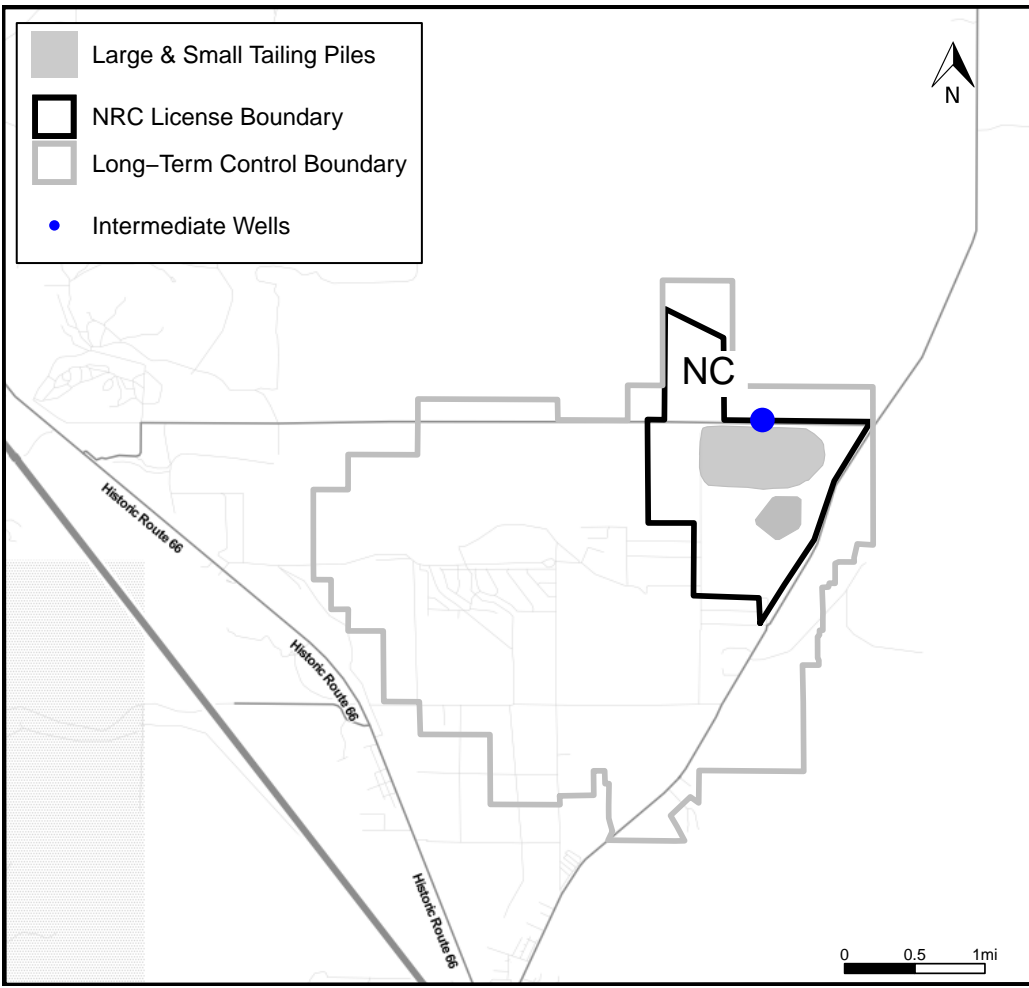 Large & Small Tailing Piles
NRC License Boundary
Long−Term Control Boundary
Intermediate Wells
N
NC
Historic Route 66
Historic Route 66
Historic Route 66
0 0.5 1mi